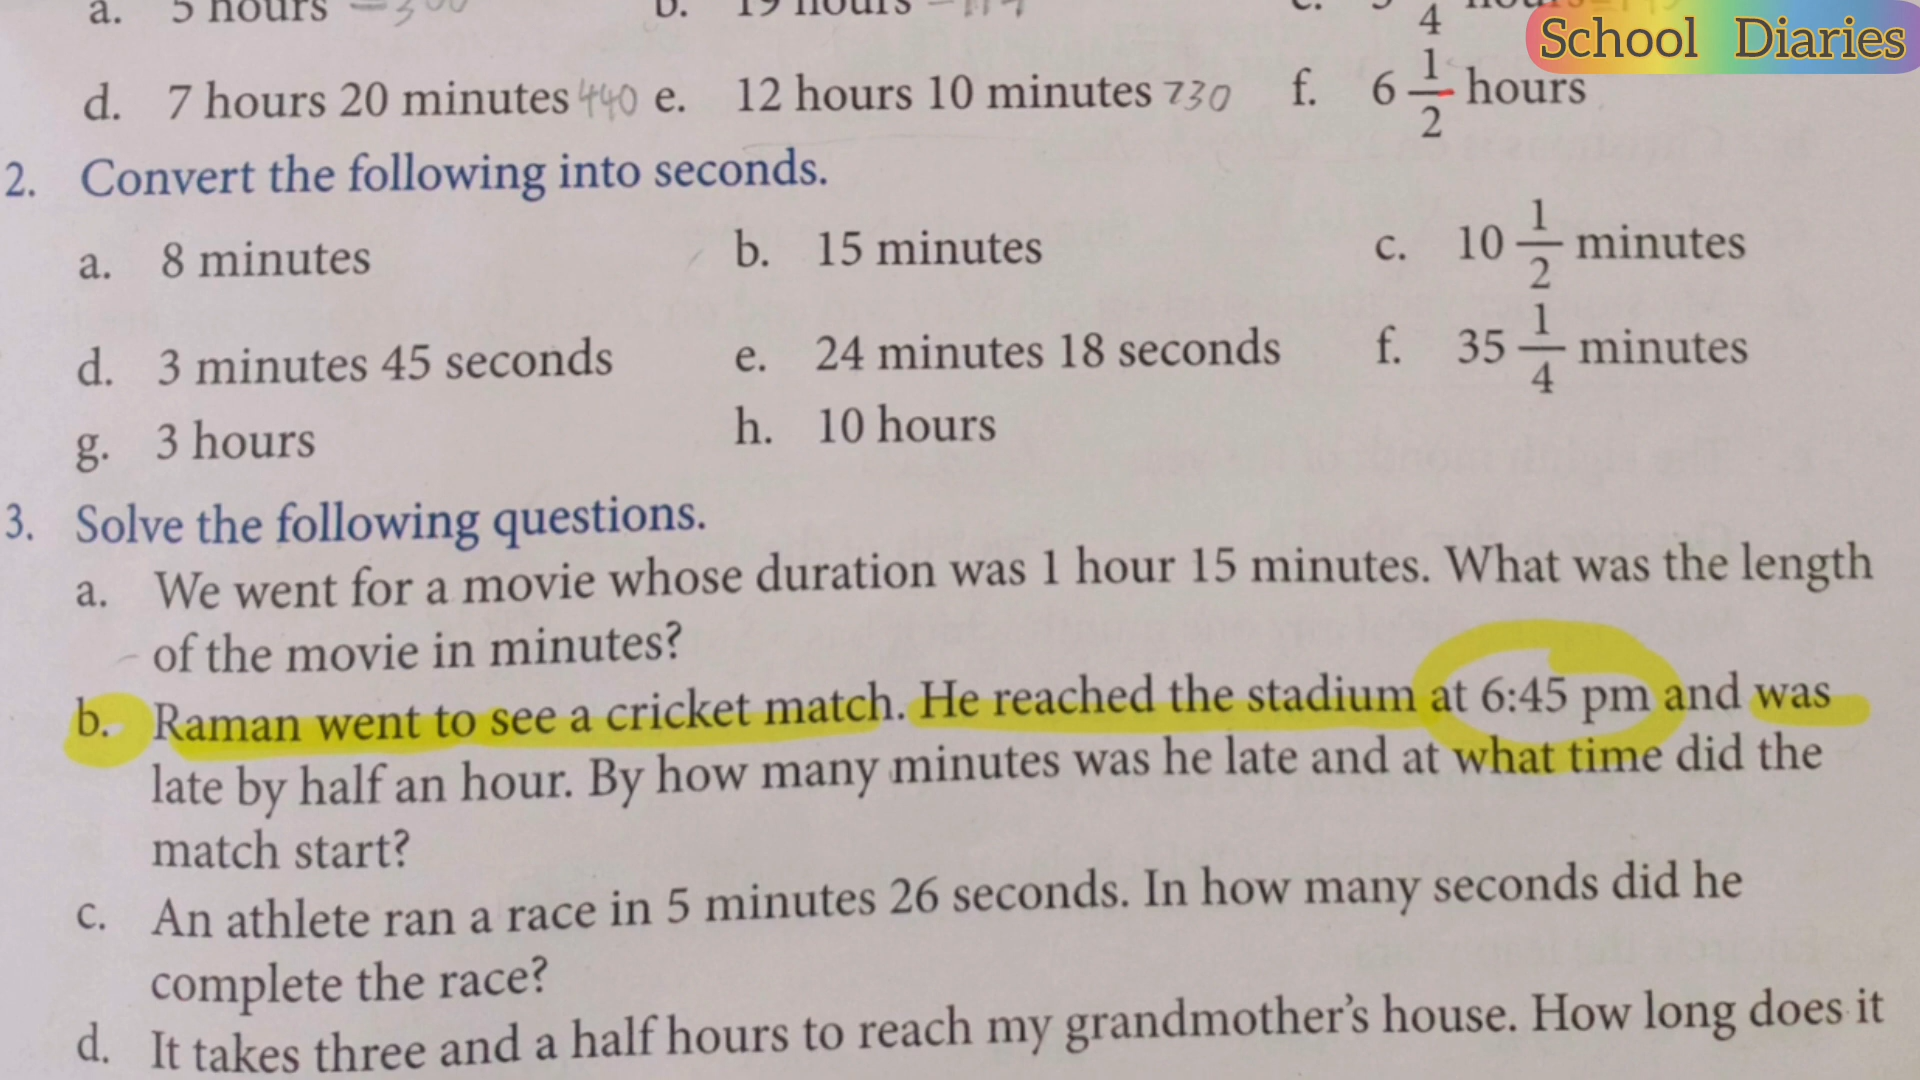 a. 5 hours = 300 b. 19 hours
4
School Diaries
d. 7 hours 20 minutes 440 e. 12 hours 10 minutes 730 f. 6 1/2 hours
2. Convert the following into seconds.
a. 8 minutes b. 15 minutes c. 10 1/2 minutes
d. 3 minutes 45 seconds e. 24 minutes 18 seconds f. 35 1/4 minutes
g. 3 hours h. 10 hours
3. Solve the following questions.
a. We went for a movie whose duration was 1 hour 15 minutes. What was the length
of the movie in minutes?
b. Raman went to see a cricket match. He reached the stadium at 6:45 pm and was
late by half an hour. By how many minutes was he late and at what time did the
match start?
c. An athlete ran a race in 5 minutes 26 seconds. In how many seconds did he
complete the race?
d. It takes three and a half hours to reach my grandmother's house. How long does it